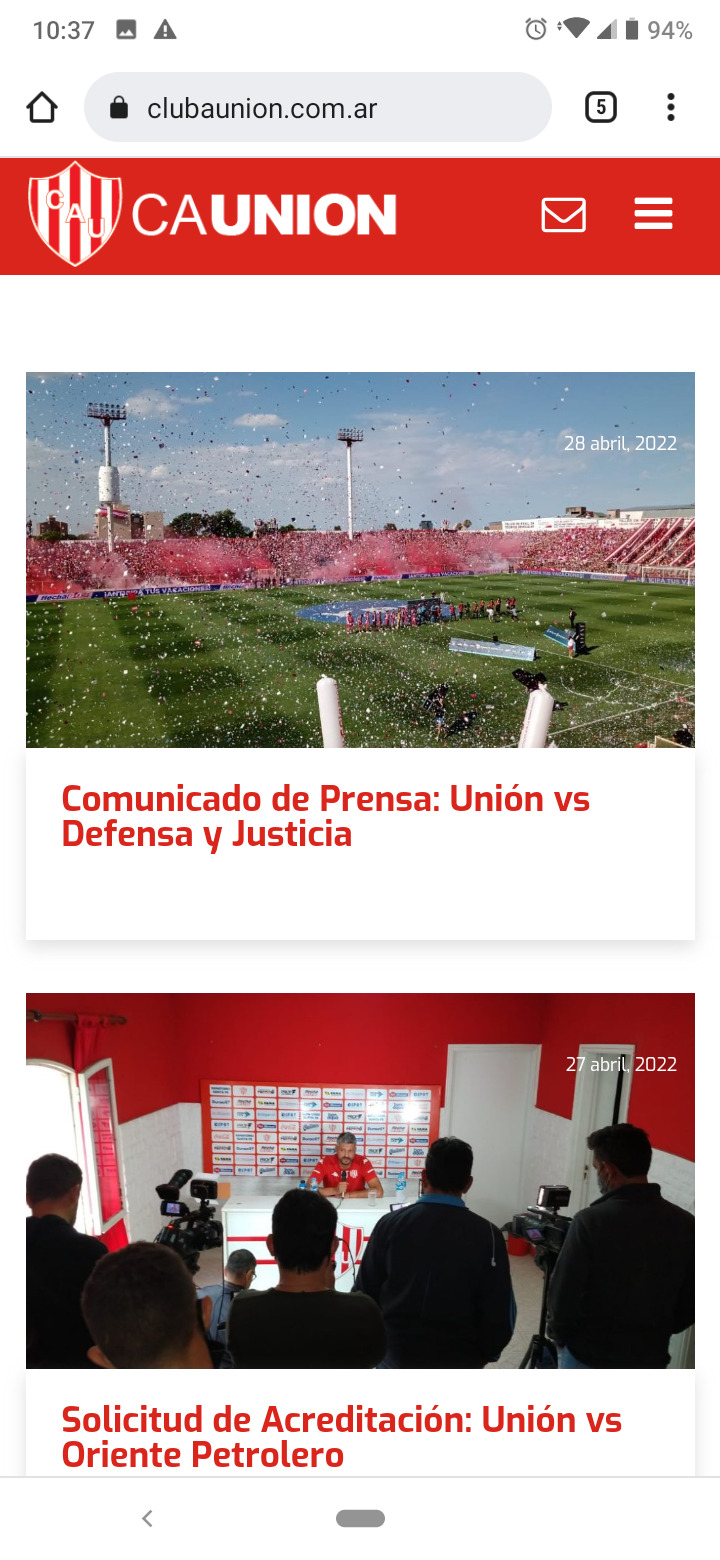 10:37
94%
clubaunion.com.ar
5
CAU
CAUNION
28 abril, 2022
Comunicado de Prensa: Unión vs
Defensa y Justicia
27 abril, 2022
Solicitud de Acreditación: Unión vs
Oriente Petrolero